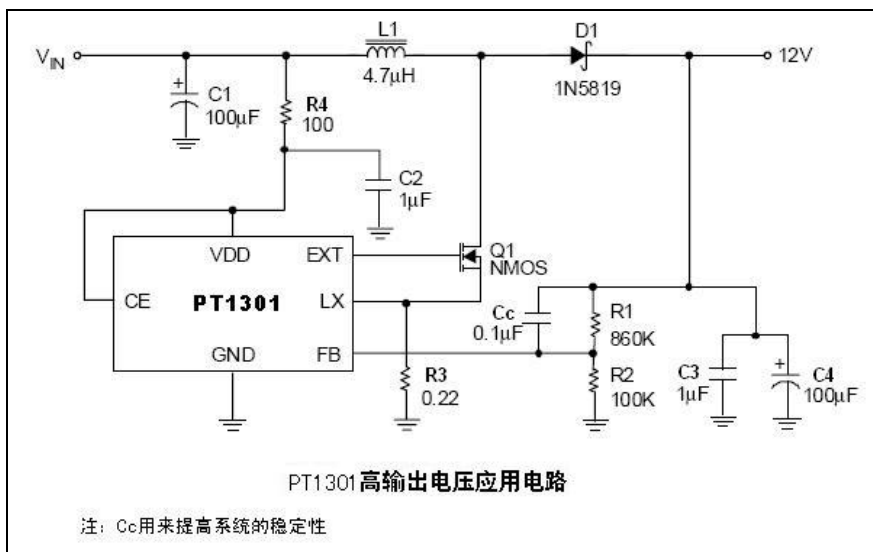 L1
D1
V_IN
12V
4.7μH
1N5819
C1
100μF
R4
100
C2
1μF
VDD
EXT
Q1
NMOS
CE
PT1301
LX
Cc
0.1μF
R1
860K
GND
FB
R3
0.22
R2
100K
C3
1μF
C4
100μF
PT1301高输出电压应用电路
注：Cc用来提高系统的稳定性